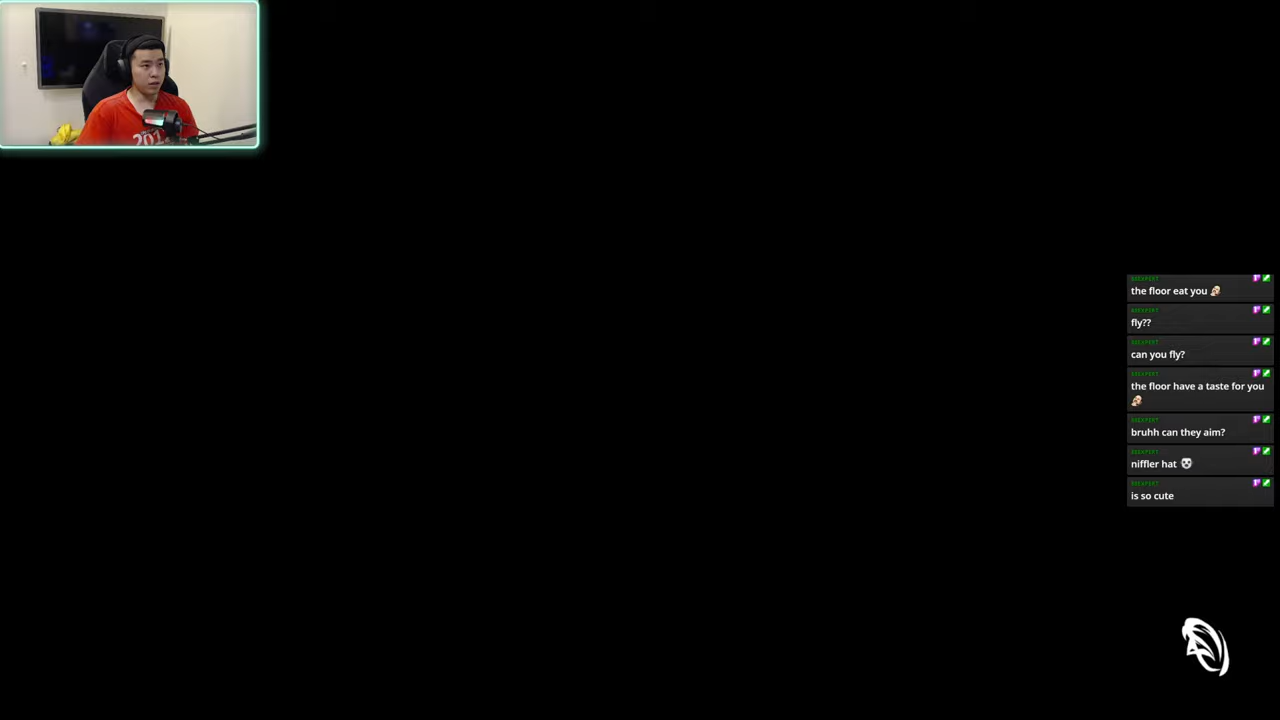 201
the floor eat you
fly??
can you fly?
the floor have a taste for you
bruhh can they aim?
niffler hat
is so cute